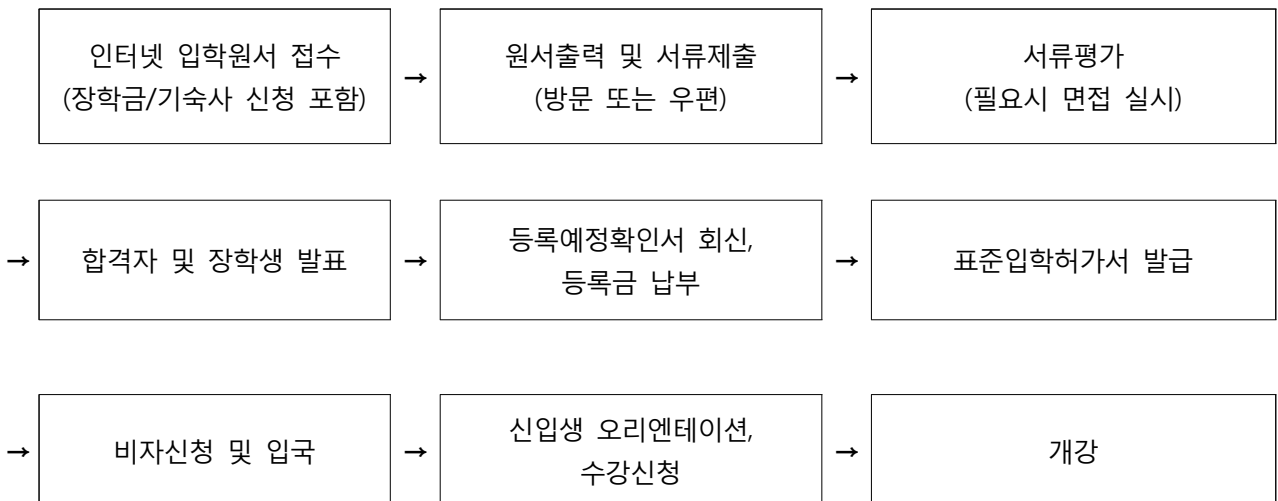 인터넷 입학원서 접수
(장학금/기숙사 신청 포함)
→
원서출력 및 서류제출
(방문 또는 우편)
→
서류평가
(필요시 면접 실시)
→
합격자 및 장학생 발표
→
등록예정확인서 회신,
등록금 납부
→
표준입학허가서 발급
→
비자신청 및 입국
→
신입생 오리엔테이션,
수강신청
→
개강